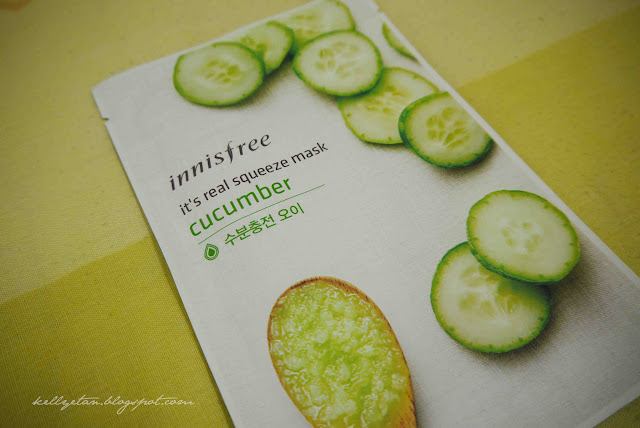 innisfree
it's real squeeze mask
cucumber
수분충전 오이
kellyetan.blogspot.com